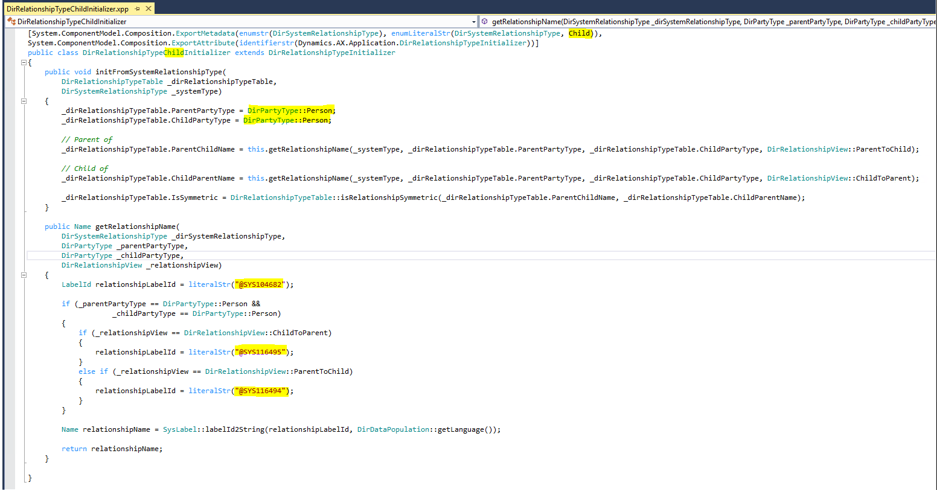 DirRelationshipTypeChildInitializer.xpp
DirRelationshipTypeChildInitializer getRelationshipName(DirSystemRelationshipType _dirSystemRelationshipType, DirPartyType _parentPartyType, DirPartyType _childPartyType,
[System.ComponentModel.Composition.ExportMetadata(enumstr(DirSystemRelationshipType), enumLiteralStr(DirSystemRelationshipType, Child)),
System.ComponentModel.Composition.ExportAttribute(identifierstr(Dynamics.AX.Application.DirRelationshipTypeInitializer))]
public class DirRelationshipTypeChildInitializer extends DirRelationshipTypeInitializer
{
public void initFromSystemRelationshipType(
DirRelationshipTypeTable _dirRelationshipTypeTable,
DirSystemRelationshipType _systemType)
{
_dirRelationshipTypeTable.ParentPartyType = DirPartyType::Person;
_dirRelationshipTypeTable.ChildPartyType = DirPartyType::Person;
// Parent of
_dirRelationshipTypeTable.ParentChildName = this.getRelationshipName(_systemType, _dirRelationshipTypeTable.ParentPartyType, _dirRelationshipTypeTable.ChildPartyType, DirRelationshipView::ParentToChild);
// Child of
_dirRelationshipTypeTable.ChildParentName = this.getRelationshipName(_systemType, _dirRelationshipTypeTable.ParentPartyType, _dirRelationshipTypeTable.ChildPartyType, DirRelationshipView::ChildToParent);
_dirRelationshipTypeTable.IsSymmetric = DirRelationshipTypeTable::isRelationshipSymmetric(_dirRelationshipTypeTable.ParentChildName, _dirRelationshipTypeTable.ChildParentName);
}
public Name getRelationshipName(
DirSystemRelationshipType _dirSystemRelationshipType,
DirPartyType _parentPartyType,
DirPartyType _childPartyType,
DirRelationshipView _relationshipView)
{
LabelId relationshipLabelId = literalStr("@SYS104682");
if (_parentPartyType == DirPartyType::Person &&
_childPartyType == DirPartyType::Person)
{
if (_relationshipView == DirRelationshipView::ChildToParent)
{
relationshipLabelId = literalStr("@SYS116495");
}
else if (_relationshipView == DirRelationshipView::ParentToChild)
{
relationshipLabelId = literalStr("@SYS116494");
}
}
Name relationshipName = SysLabel::labelId2String(relationshipLabelId, DirDataPopulation::getLanguage());
return relationshipName;
}
}